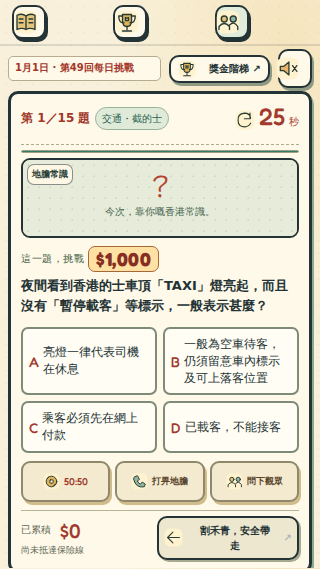 1月1日 · 第49回每日挑戰
獎金階梯 ↗
第 1／15 題
交通 · 截的士
25 秒
地膽常識
?
今次，靠你嘅香港常識。
這一題，挑戰 $1,000
夜間看到香港的士車頂「TAXI」燈亮起，而且
沒有「暫停載客」等標示，一般表示甚麼？
A 亮燈一律代表司機
在休息
B 一般為空車待客，
仍須留意車內標示
及可上落客位置
C 乘客必須先在網上
付款
D 已載客，不能接客
50:50
打畀地膽
問下觀眾
已累積 $0
尚未抵達保險線
割禾青，安全帶
走 ↗